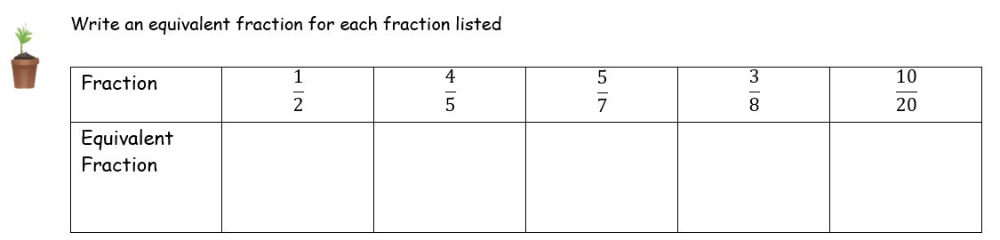 Write an equivalent fraction for each fraction listed
Fraction 1/2 4/5 5/7 3/8 10/20
Equivalent
Fraction